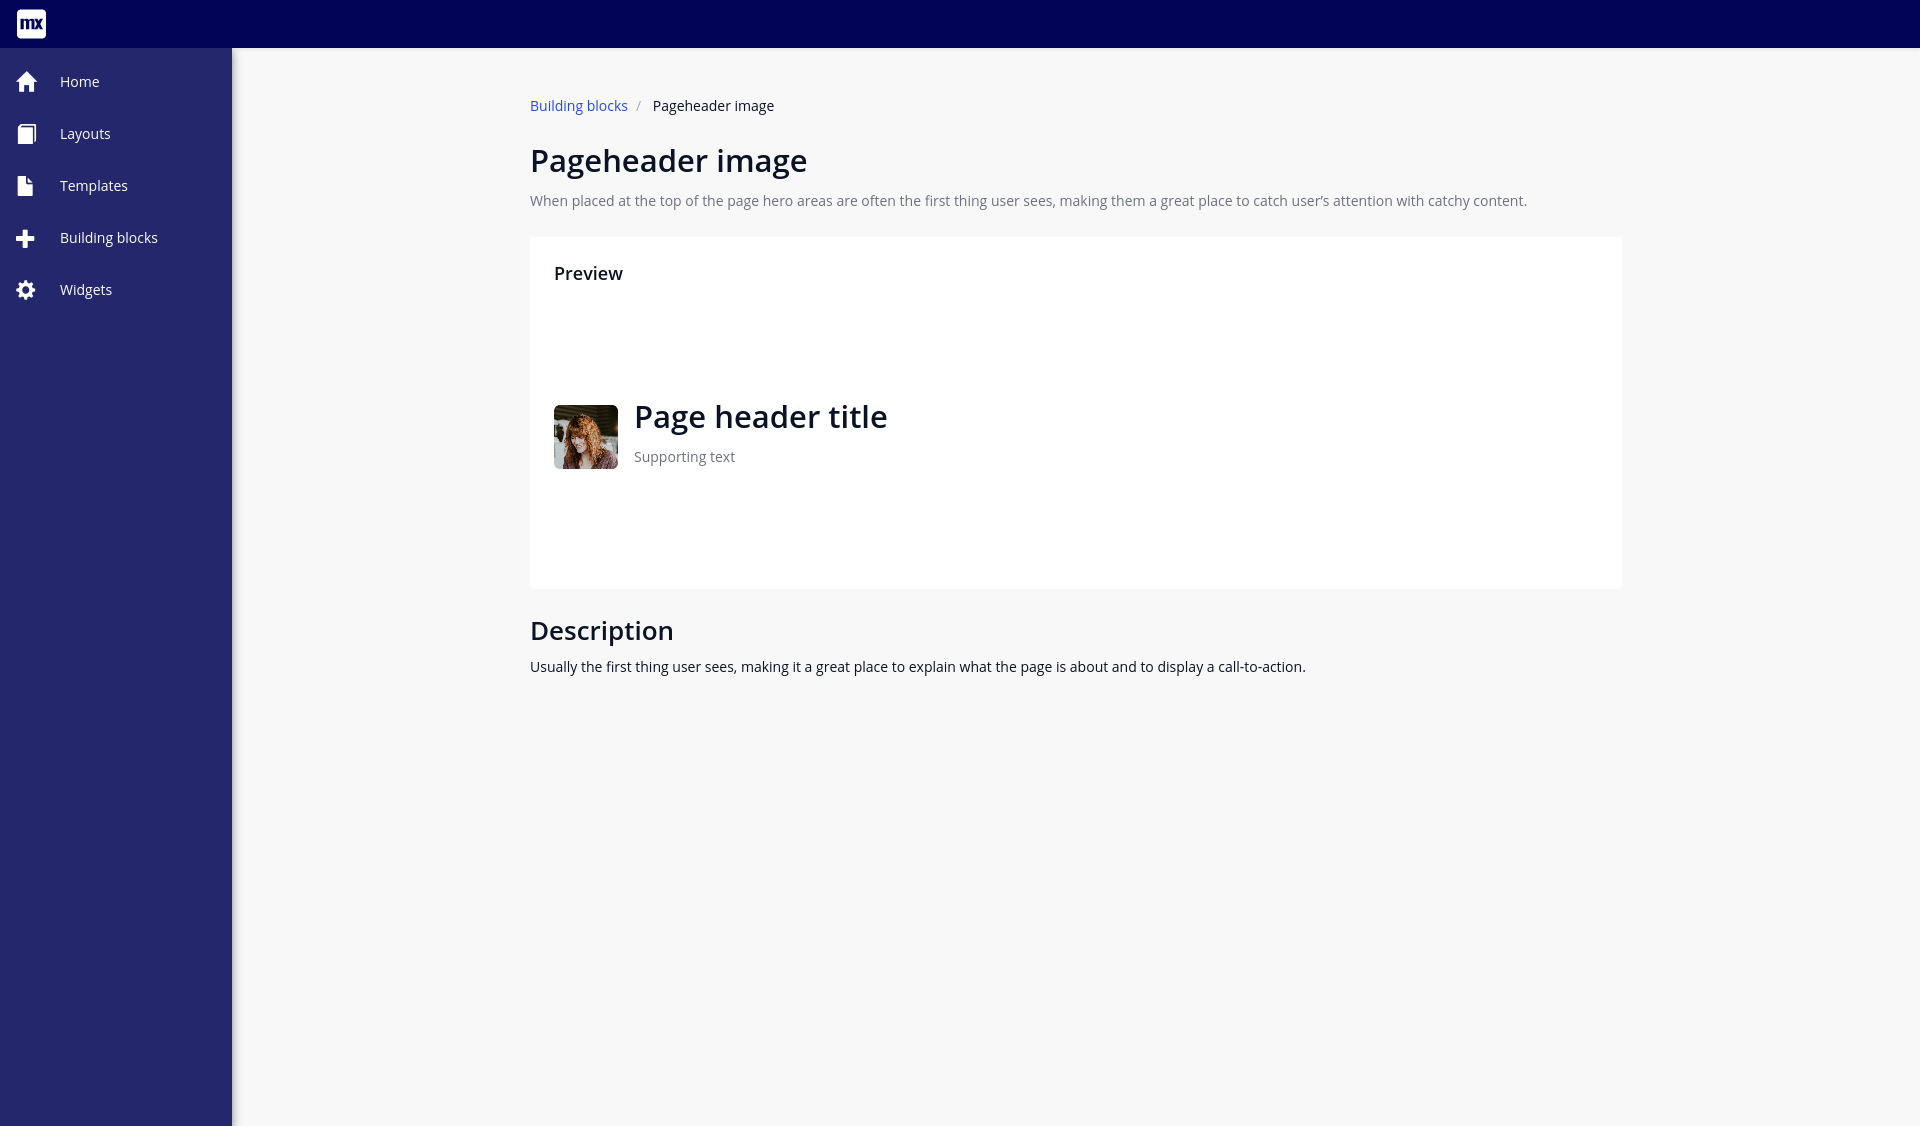 mx
Home
Layouts
Templates
Building blocks
Widgets
Building blocks / Pageheader image
Pageheader image
When placed at the top of the page hero areas are often the first thing user sees, making them a great place to catch user's attention with catchy content.
Preview
Page header title
Supporting text
Description
Usually the first thing user sees, making it a great place to explain what the page is about and to display a call-to-action.